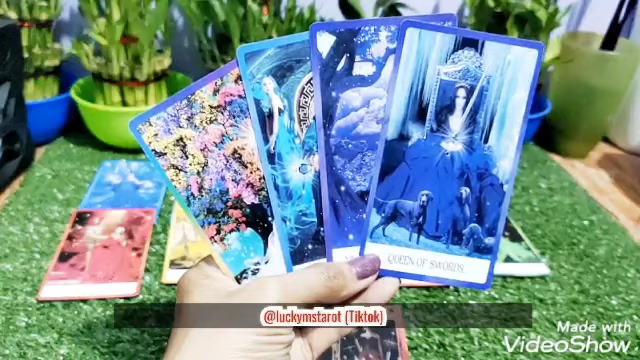 QUEEN OF SWORDS
@luckymstarot (Tiktok)
Made with
VideoShow